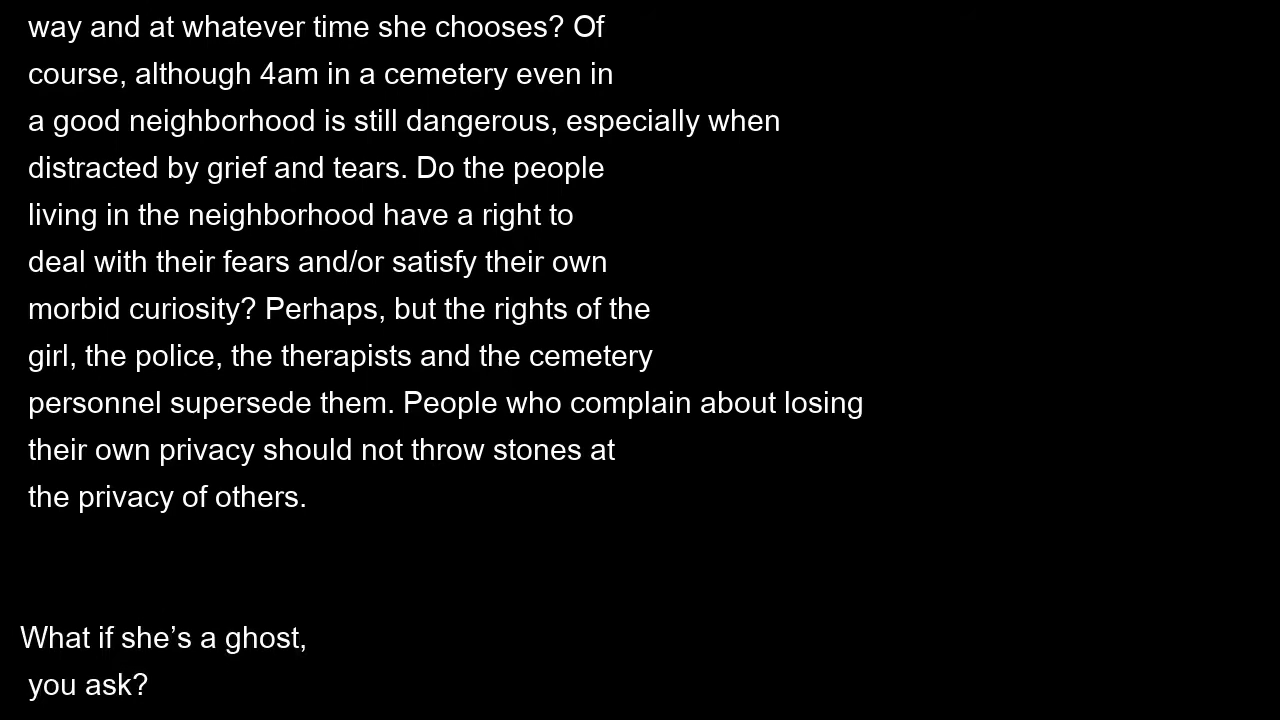 way and at whatever time she chooses? Of
course, although 4am in a cemetery even in
a good neighborhood is still dangerous, especially when
distracted by grief and tears. Do the people
living in the neighborhood have a right to
deal with their fears and/or satisfy their own
morbid curiosity? Perhaps, but the rights of the
girl, the police, the therapists and the cemetery
personnel supersede them. People who complain about losing
their own privacy should not throw stones at
the privacy of others.
What if she’s a ghost,
you ask?